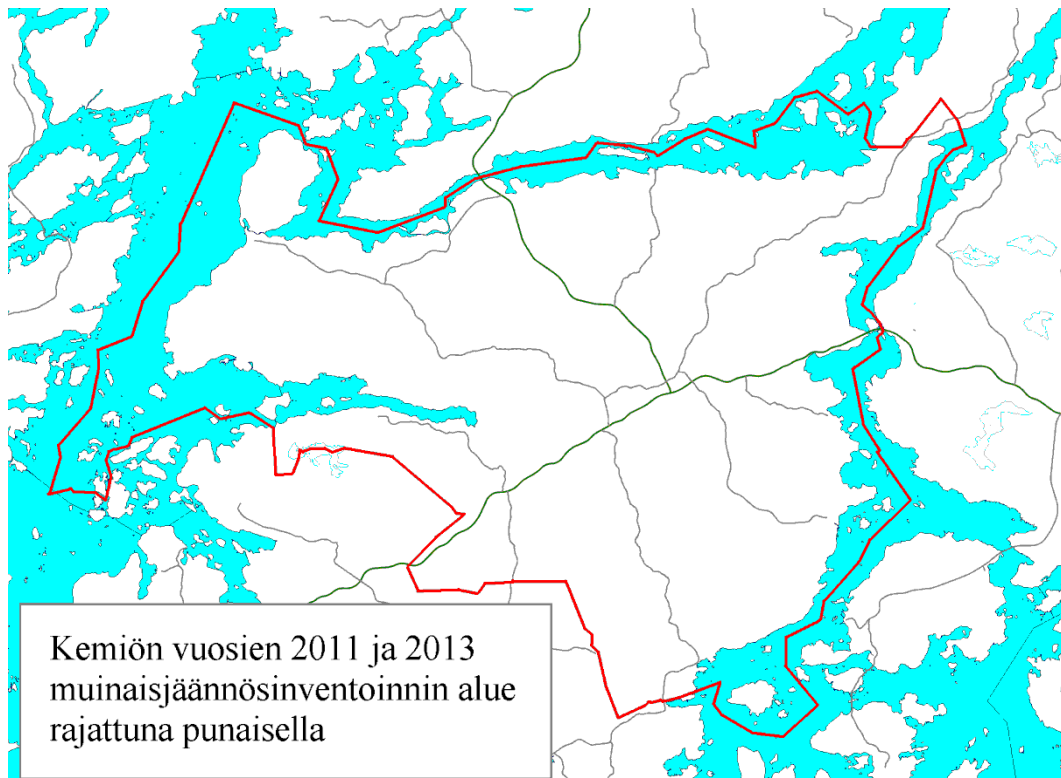 Kemiön vuosien 2011 ja 2013
muinaisjäännösinventoinnin alue
rajattuna punaisella